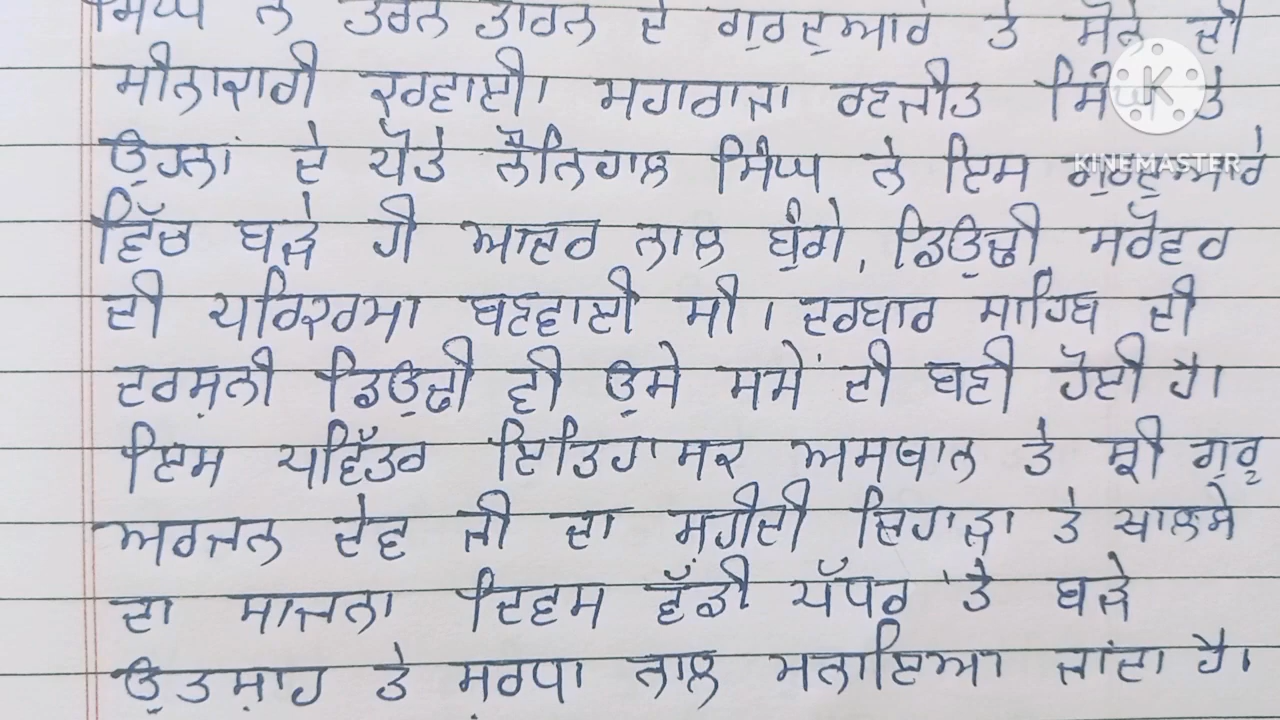 ਸਿੰਘ ਨੇ ਤਰਨ ਤਾਰਨ ਦੇ ਗੁਰਦੁਆਰੇ ਤੇ ਸੋਨੇ ਦੀ
ਮੀਨਾਕਾਰੀ ਕਰਵਾਈ। ਮਹਾਰਾਜਾ ਰਣਜੀਤ ਸਿੰਘ ਤੇ
ਉਹਨਾਂ ਦੇ ਪੋਤੇ ਨੌਨਿਹਾਲ ਸਿੰਘ ਨੇ ਇਸ ਗੁਰਦੁਆਰੇ
ਵਿੱਚ ਬੜੇ ਹੀ ਆਦਰ ਨਾਲ ਬੁੰਗੇ, ਡਿਉਢੀ ਸਰੋਵਰ
ਦੀ ਪਰਿਕਰਮਾ ਬਣਵਾਈ ਸੀ। ਦਰਬਾਰ ਸਾਹਿਬ ਦੀ
ਦਰਸ਼ਨੀ ਡਿਉਢੀ ਵੀ ਉਸੇ ਸਮੇਂ ਦੀ ਬਣੀ ਹੋਈ ਹੈ।
ਇਸ ਪਵਿੱਤਰ ਇਤਿਹਾਸਕ ਅਸਥਾਨ ਤੇ ਸ਼੍ਰੀ ਗੁਰੂ
ਅਰਜਨ ਦੇਵ ਜੀ ਦਾ ਸ਼ਹੀਦੀ ਦਿਹਾੜਾ ਤੇ ਖਾਲਸੇ
ਦਾ ਸਾਜਨਾ ਦਿਵਸ ਵੱਡੀ ਪੱਧਰ 'ਤੇ ਬੜੇ
ਉਤਸ਼ਾਹ ਤੇ ਸ਼ਰਧਾ ਨਾਲ ਮਨਾਇਆ ਜਾਂਦਾ ਹੈ।
KINEMASTER